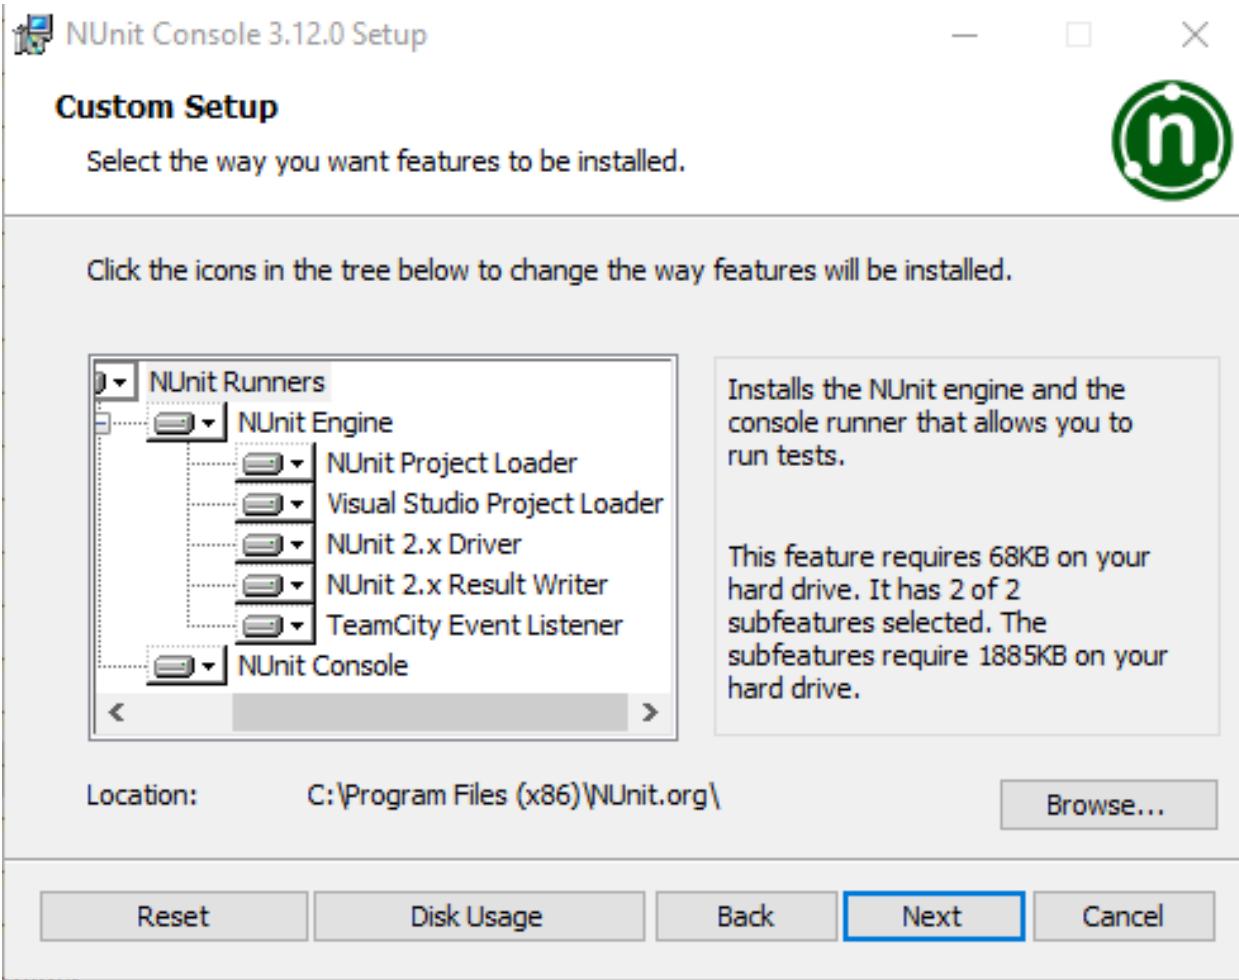 NUnit Console 3.12.0 Setup
Custom Setup
Select the way you want features to be installed.
n
Click the icons in the tree below to change the way features will be installed.
NUnit Runners
NUnit Engine
NUnit Project Loader
Visual Studio Project Loader
NUnit 2.x Driver
NUnit 2.x Result Writer
TeamCity Event Listener
NUnit Console
Installs the NUnit engine and the
console runner that allows you to
run tests.
This feature requires 68KB on your
hard drive. It has 2 of 2
subfeatures selected. The
subfeatures require 1885KB on your
hard drive.
Location: C:\Program Files (x86)\NUnit.org\
Browse...
Reset Disk Usage Back Next Cancel